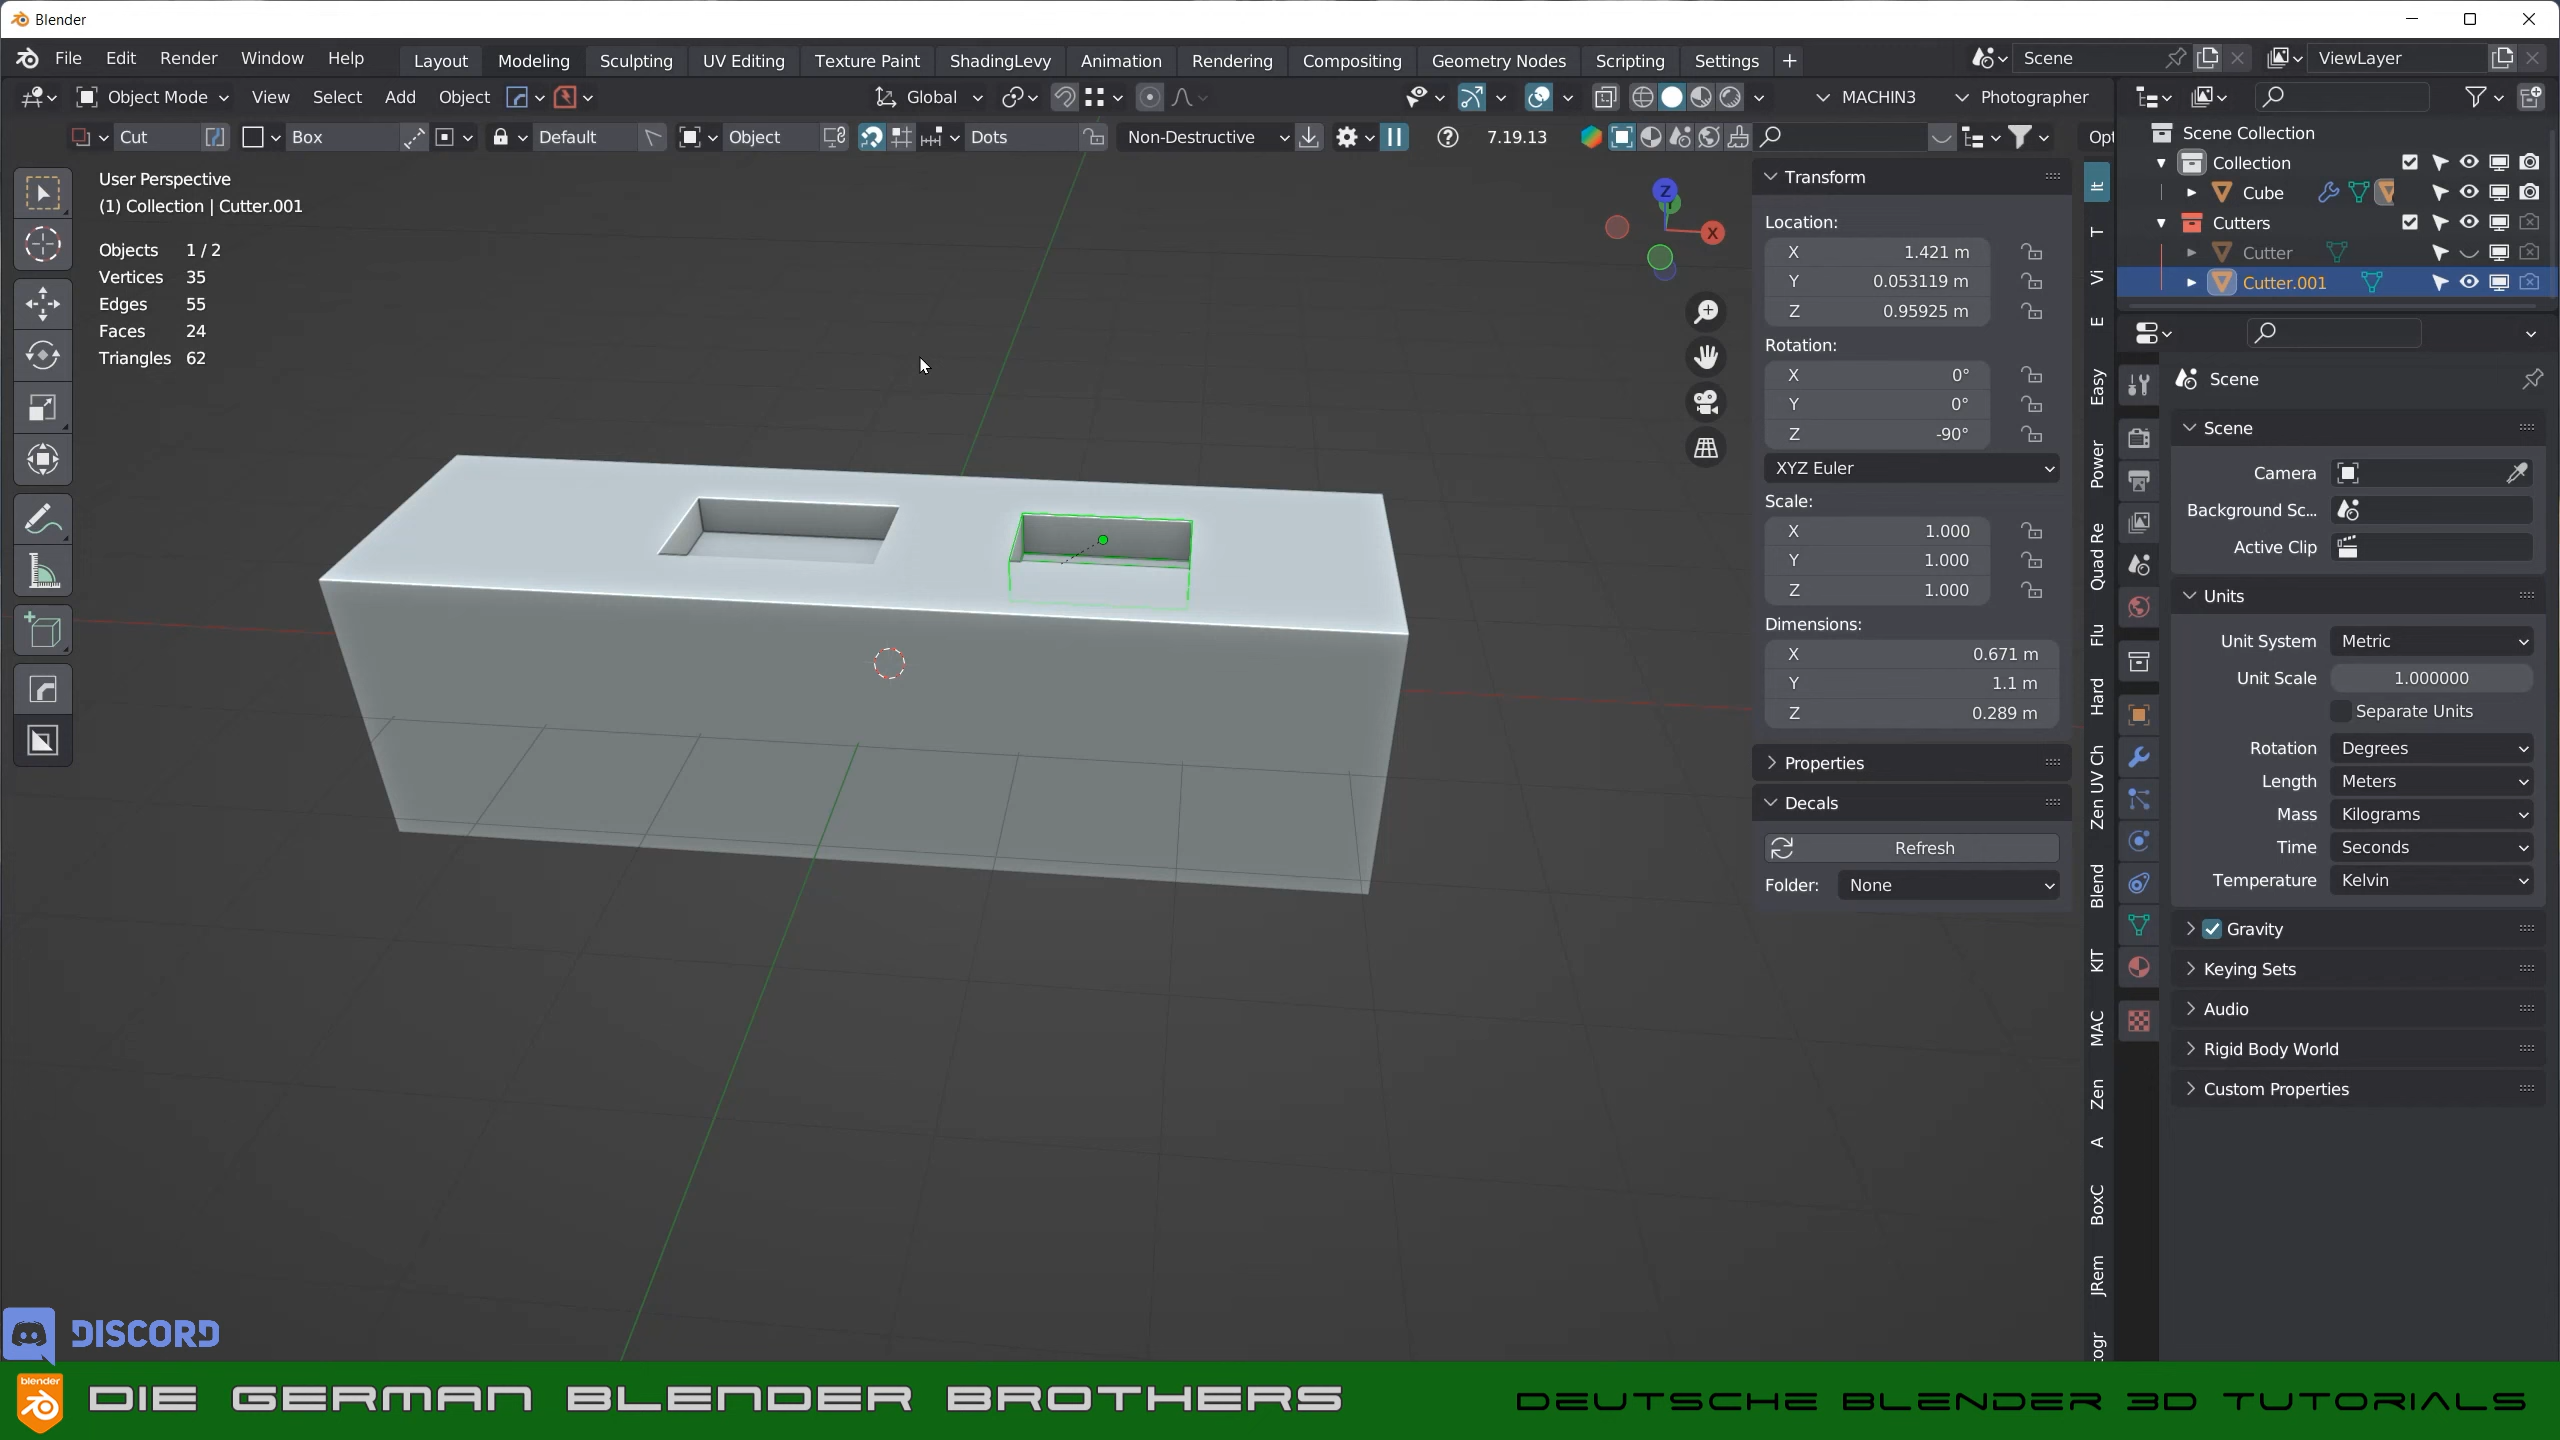 Blender
File Edit Render Window Help Layout Modeling Sculpting UV Editing Texture Paint ShadingLevy Animation Rendering Compositing Geometry Nodes Scripting Settings + Scene ViewLayer
Object Mode View Select Add Object Global MACHIN3 Photographer
Cut Box Default Object Dots Non-Destructive 7.19.13 Opt
User Perspective
(1) Collection | Cutter.001
Objects 1 / 2
Vertices 35
Edges 55
Faces 24
Triangles 62
Z
X
Transform
Location:
X 1.421 m
Y 0.053119 m
Z 0.95925 m
Rotation:
X 0°
Y 0°
Z -90°
XYZ Euler
Scale:
X 1.000
Y 1.000
Z 1.000
Dimensions:
X 0.671 m
Y 1.1 m
Z 0.289 m
Properties
Decals
Refresh
Folder: None
It
T
Vi
E
Easy
Power
Quad Re
Flu
Hard
Zen UV Ch
Blend
KIT
MAC
Zen
A
BoxC
JRem
togr
Scene Collection
Collection
Cube
Cutters
Cutter
Cutter.001
Scene
Scene
Camera
Background Sc...
Active Clip
Units
Unit System Metric
Unit Scale 1.000000
Separate Units
Rotation Degrees
Length Meters
Mass Kilograms
Time Seconds
Temperature Kelvin
Gravity
Keying Sets
Audio
Rigid Body World
Custom Properties
DISCORD
blender
DIE GERMAN BLENDER BROTHERS
DEUTSCHE BLENDER 3D TUTORIALS